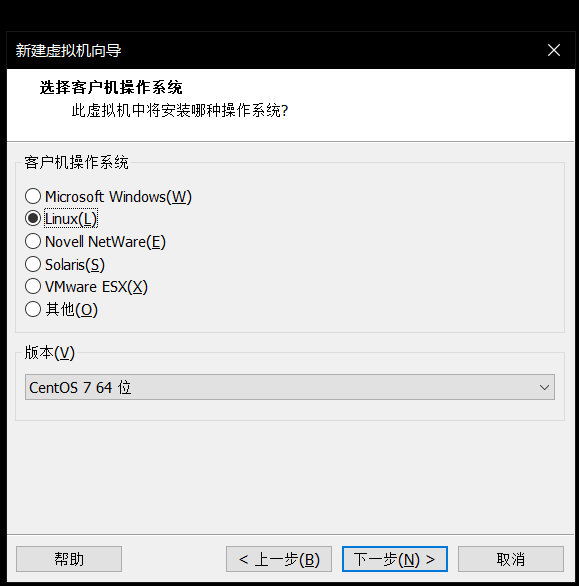 新建虚拟机向导
选择客户机操作系统
此虚拟机中将安装哪种操作系统?
客户机操作系统
Microsoft Windows(W)
Linux(L)
Novell NetWare(E)
Solaris(S)
VMware ESX(X)
其他(O)
版本(V)
CentOS 7 64 位
帮助
< 上一步(B)
下一步(N) >
取消